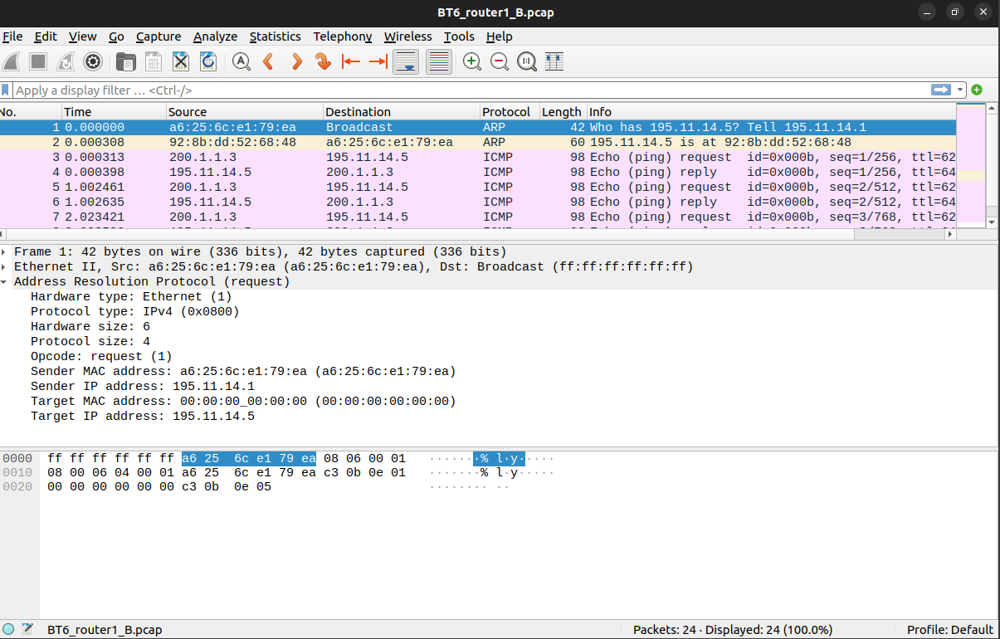 BT6_router1_B.pcap
File Edit View Go Capture Analyze Statistics Telephony Wireless Tools Help
Apply a display filter … <Ctrl-/>
No. Time Source Destination Protocol Length Info
1 0.000000 a6:25:6c:e1:79:ea Broadcast ARP 42 Who has 195.11.14.5? Tell 195.11.14.1
2 0.000308 92:8b:dd:52:68:48 a6:25:6c:e1:79:ea ARP 60 195.11.14.5 is at 92:8b:dd:52:68:48
3 0.000313 200.1.1.3 195.11.14.5 ICMP 98 Echo (ping) request id=0x000b, seq=1/256, ttl=62
4 0.000398 195.11.14.5 200.1.1.3 ICMP 98 Echo (ping) reply id=0x000b, seq=1/256, ttl=64
5 1.002461 200.1.1.3 195.11.14.5 ICMP 98 Echo (ping) request id=0x000b, seq=2/512, ttl=62
6 1.002635 195.11.14.5 200.1.1.3 ICMP 98 Echo (ping) reply id=0x000b, seq=2/512, ttl=64
7 2.023421 200.1.1.3 195.11.14.5 ICMP 98 Echo (ping) request id=0x000b, seq=3/768, ttl=62
Frame 1: 42 bytes on wire (336 bits), 42 bytes captured (336 bits)
Ethernet II, Src: a6:25:6c:e1:79:ea (a6:25:6c:e1:79:ea), Dst: Broadcast (ff:ff:ff:ff:ff:ff)
Address Resolution Protocol (request)
Hardware type: Ethernet (1)
Protocol type: IPv4 (0x0800)
Hardware size: 6
Protocol size: 4
Opcode: request (1)
Sender MAC address: a6:25:6c:e1:79:ea (a6:25:6c:e1:79:ea)
Sender IP address: 195.11.14.1
Target MAC address: 00:00:00_00:00:00 (00:00:00:00:00:00)
Target IP address: 195.11.14.5
0000 ff ff ff ff ff ff a6 25 6c e1 79 ea 08 06 00 01 ·······% l·y·····
0010 08 00 06 04 00 01 a6 25 6c e1 79 ea c3 0b 0e 01 ·······% l·y·····
0020 00 00 00 00 00 00 c3 0b 0e 05 ········ ··
BT6_router1_B.pcap Packets: 24 · Displayed: 24 (100.0%) Profile: Default